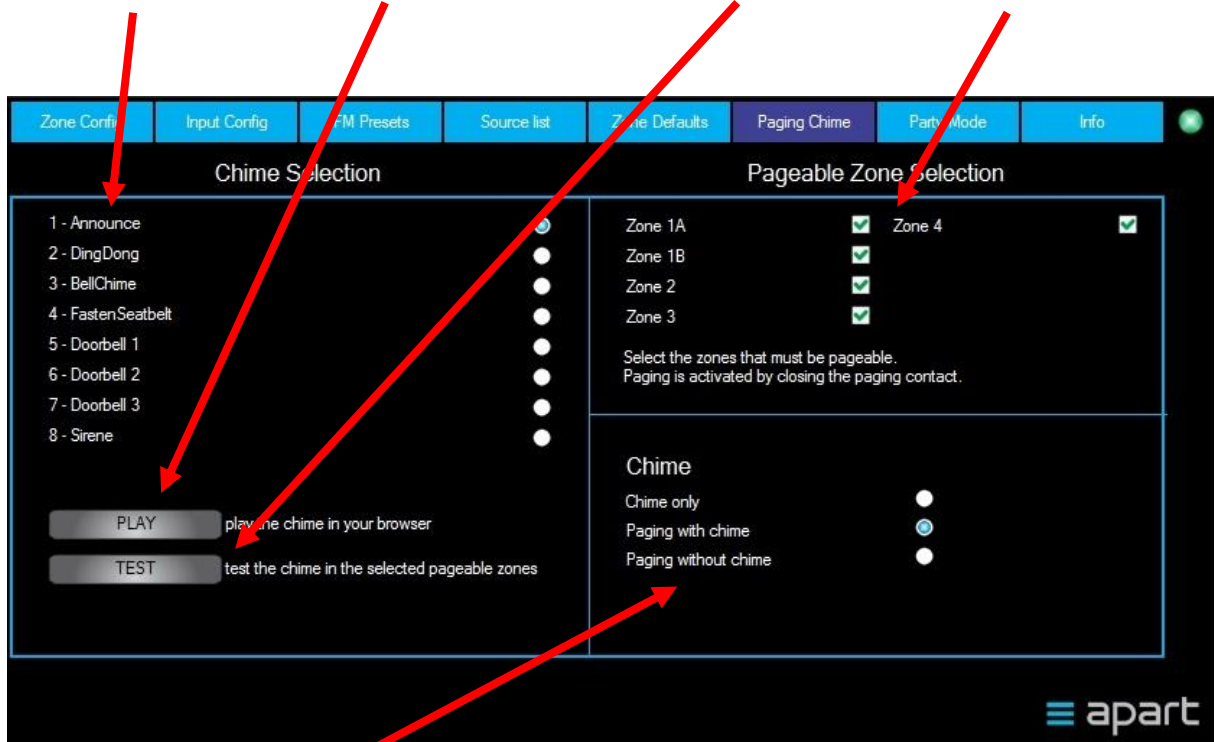 Zone Config Input Config FM Presets Source list Zone Defaults Paging Chime Party Mode Info
Chime Selection
1 - Announce
2 - DingDong
3 - BellChime
4 - FastenSeatbelt
5 - Doorbell 1
6 - Doorbell 2
7 - Doorbell 3
8 - Sirene
PLAY play the chime in your browser
TEST test the chime in the selected pageable zones
Pageable Zone Selection
Zone 1A Zone 4
Zone 1B
Zone 2
Zone 3
Select the zones that must be pageable.
Paging is activated by closing the paging contact.
Chime
Chime only
Paging with chime
Paging without chime
apart